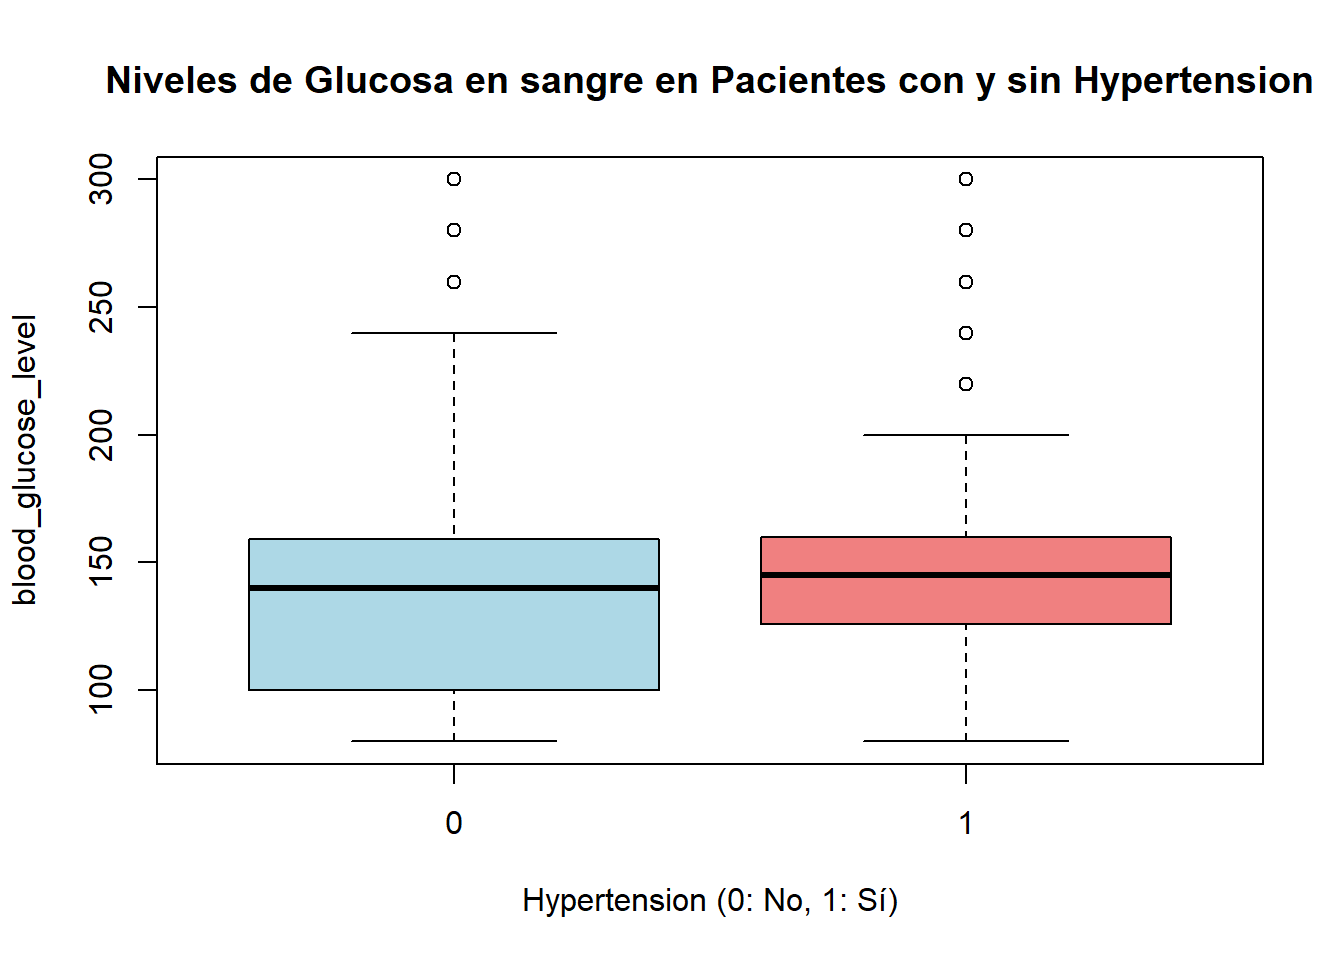 Niveles de Glucosa en sangre en Pacientes con y sin Hypertension
blood_glucose_level
300
250
200
150
100
0
1
Hypertension (0: No, 1: Sí)